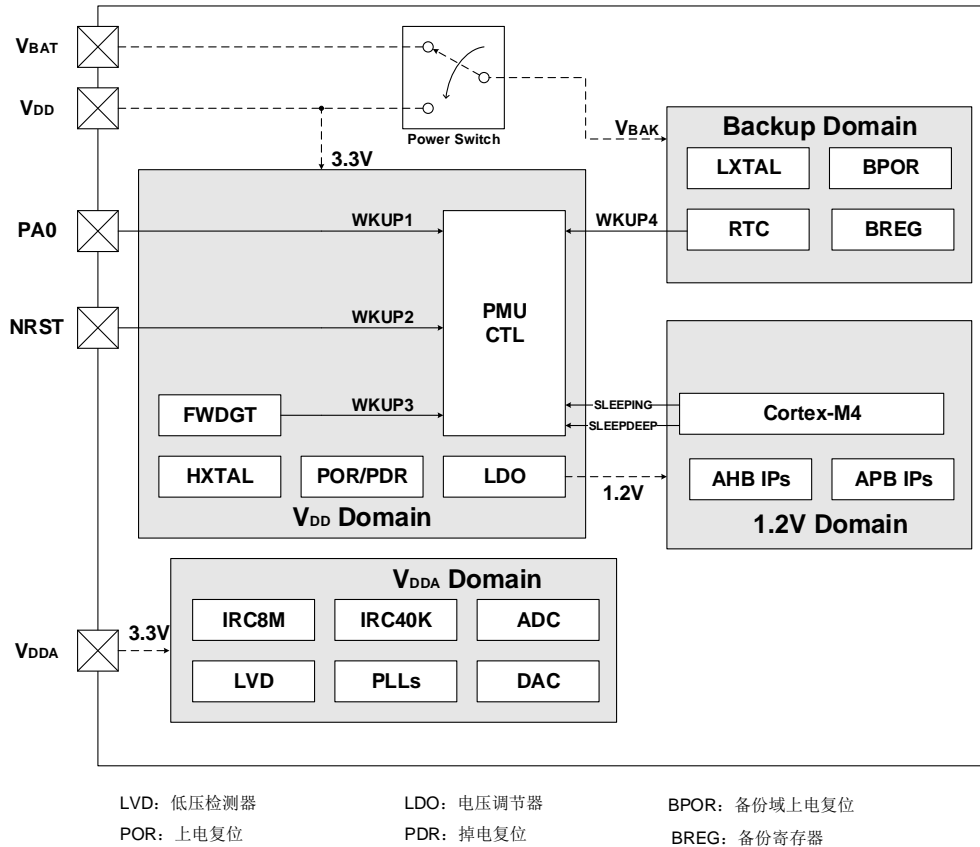 VBAT
VDD
Power Switch
VBAK
3.3V
Backup Domain
LXTAL
BPOR
RTC
BREG
PA0
WKUP1
WKUP4
NRST
WKUP2
PMU
CTL
FWDGT
WKUP3
SLEEPING
SLEEPDEEP
Cortex-M4
HXTAL
POR/PDR
LDO
1.2V
AHB IPs
APB IPs
VDD Domain
1.2V Domain
VDDA Domain
IRC8M
IRC40K
ADC
VDDA
3.3V
LVD
PLLs
DAC
LVD：低压检测器
LDO：电压调节器
BPOR：备份域上电复位
POR：上电复位
PDR：掉电复位
BREG：备份寄存器